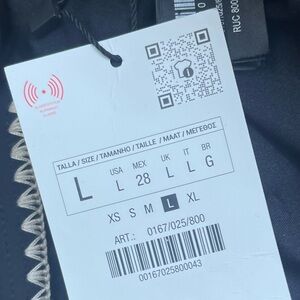 RUC 800
TALLA / SIZE / TAMANHO / TAILLE / MAAT / ΜΕΓΕΘΟΣ
L
USA MEX UK IT BR
L 28 L L G
XS S M L XL
ART.: 0167/025/800
00167025800043